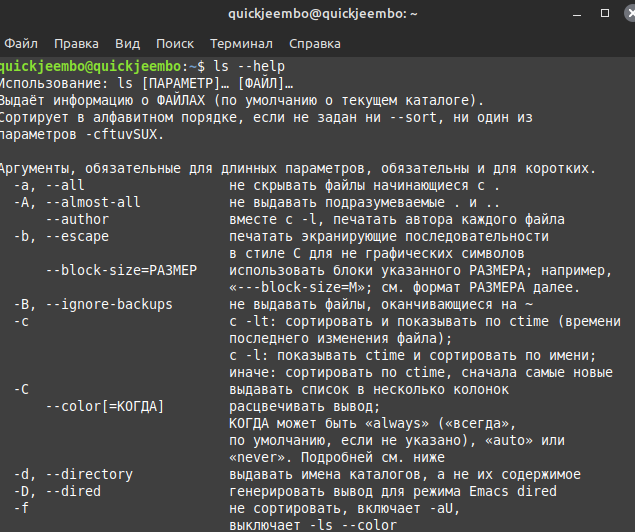 quickjeembo@quickjeembo: ~
Файл Правка Вид Поиск Терминал Справка
quickjeembo@quickjeembo:~$ ls --help
Использование: ls [ПАРАМЕТР]… [ФАЙЛ]…
Выдаёт информацию о ФАЙЛАХ (по умолчанию о текущем каталоге).
Сортирует в алфавитном порядке, если не задан ни --sort, ни один из
параметров -cftuvSUX.
Аргументы, обязательные для длинных параметров, обязательны и для коротких.
-a, --all не скрывать файлы начинающиеся с .
-A, --almost-all не выдавать подразумеваемые . и ..
--author вместе с -l, печатать автора каждого файла
-b, --escape печатать экранирующие последовательности
в стиле C для не графических символов
--block-size=РАЗМЕР использовать блоки указанного РАЗМЕРА; например,
«---block-size=M»; см. формат РАЗМЕРА далее.
-B, --ignore-backups не выдавать файлы, оканчивающиеся на ~
-c с -lt: сортировать и показывать по ctime (времени
последнего изменения файла);
с -l: показывать ctime и сортировать по имени;
иначе: сортировать по ctime, сначала самые новые
-C выдавать список в несколько колонок
--color[=КОГДА] расцвечивать вывод;
КОГДА может быть «always» («всегда»,
по умолчанию, если не указано), «auto» или
«never». Подробней см. ниже
-d, --directory выдавать имена каталогов, а не их содержимое
-D, --dired генерировать вывод для режима Emacs dired
-f не сортировать, включает -aU,
выключает -ls --color